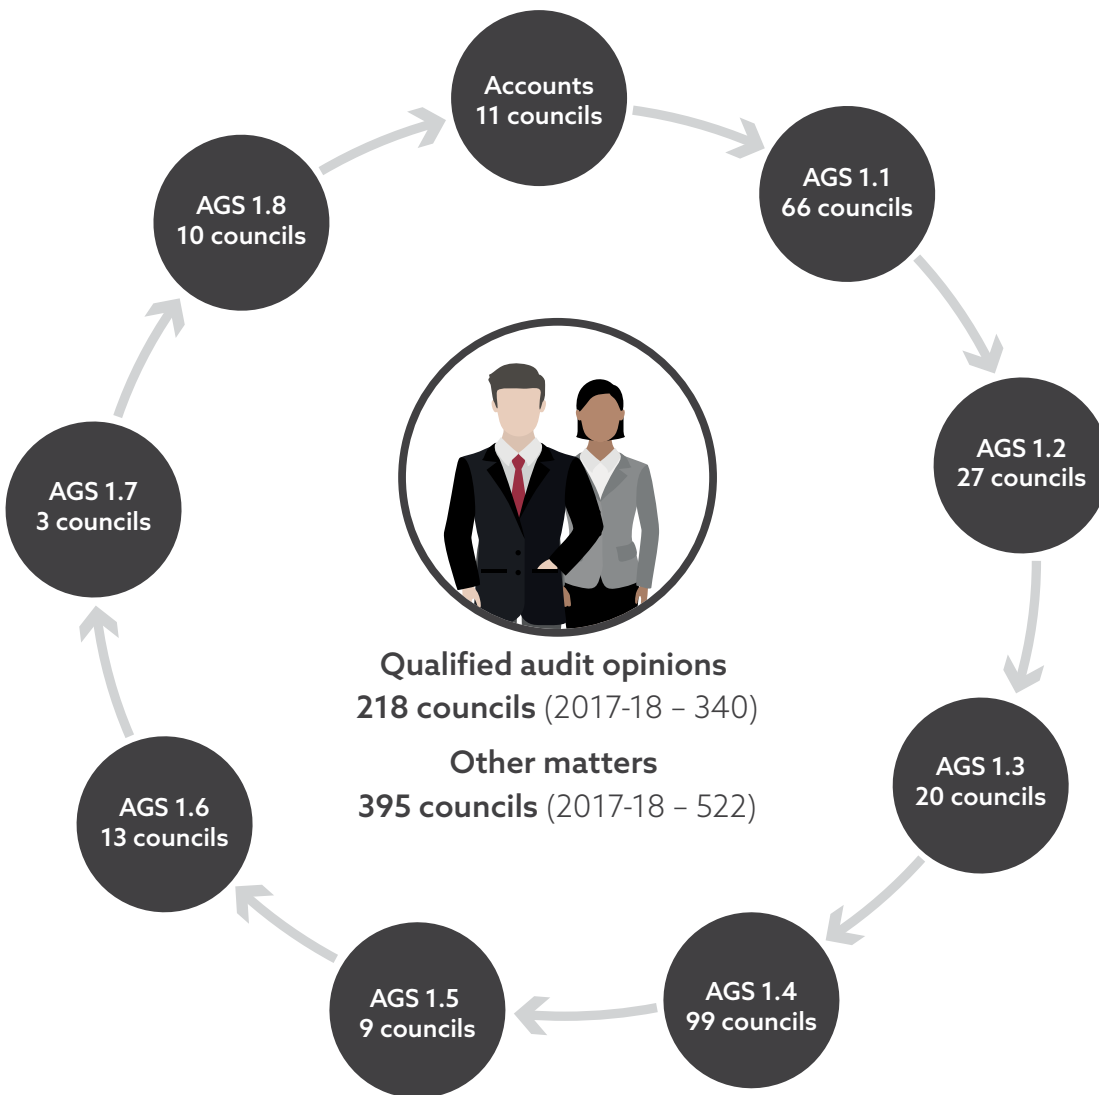 Accounts
11 councils
AGS 1.1
66 councils
AGS 1.2
27 councils
AGS 1.3
20 councils
AGS 1.4
99 councils
AGS 1.5
9 councils
AGS 1.6
13 councils
AGS 1.7
3 councils
AGS 1.8
10 councils
Qualified audit opinions
218 councils (2017-18 – 340)
Other matters
395 councils (2017-18 – 522)